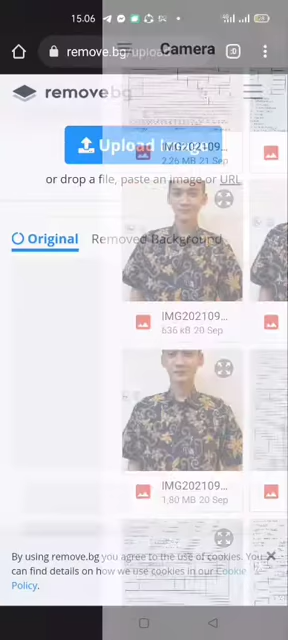 15.06
remove.bg/upload
Camera
:D
removebg
Upload Image
IMG202109...
2.26 MB 21 Sep
or drop a file, paste an image or URL
Original
Removed Background
IMG202109...
636 kB 20 Sep
IMG202109...
1.80 MB 20 Sep
By using remove.bg you agree to the use of cookies. You
can find details on how we use cookies in our Cookie
Policy.